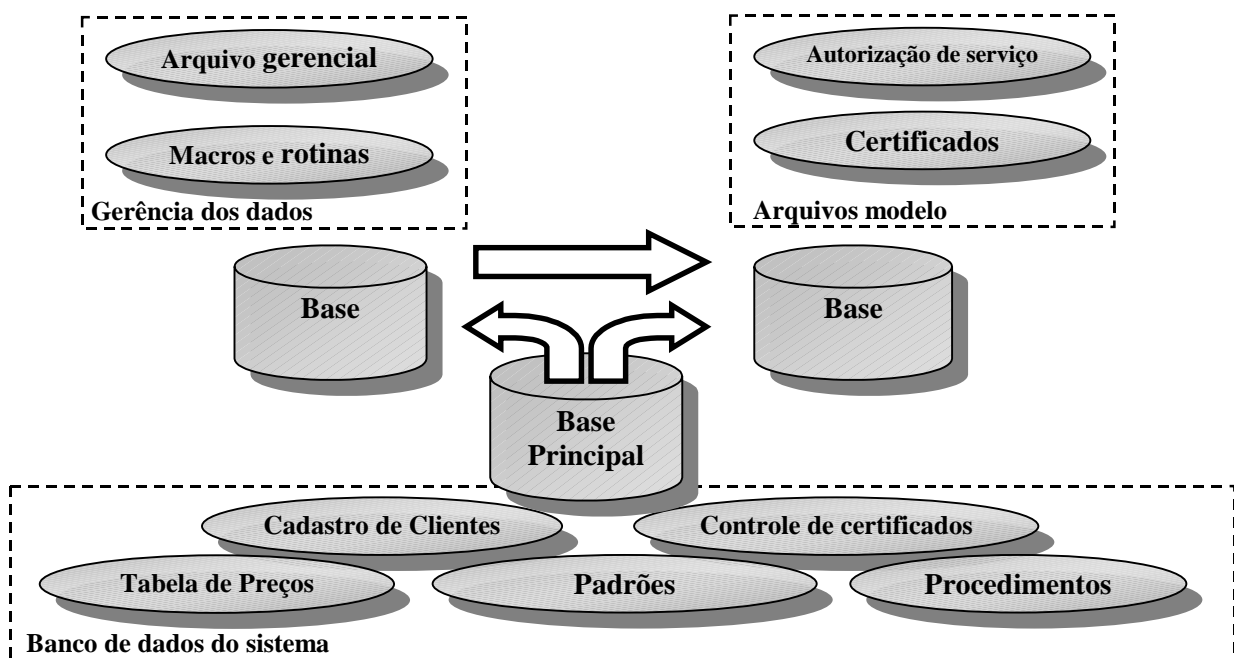 Arquivo gerencial
Macros e rotinas
Gerência dos dados
Autorização de serviço
Certificados
Arquivos modelo
Base
Base
Base
Principal
Cadastro de Clientes
Controle de certificados
Tabela de Preços
Padrões
Procedimentos
Banco de dados do sistema